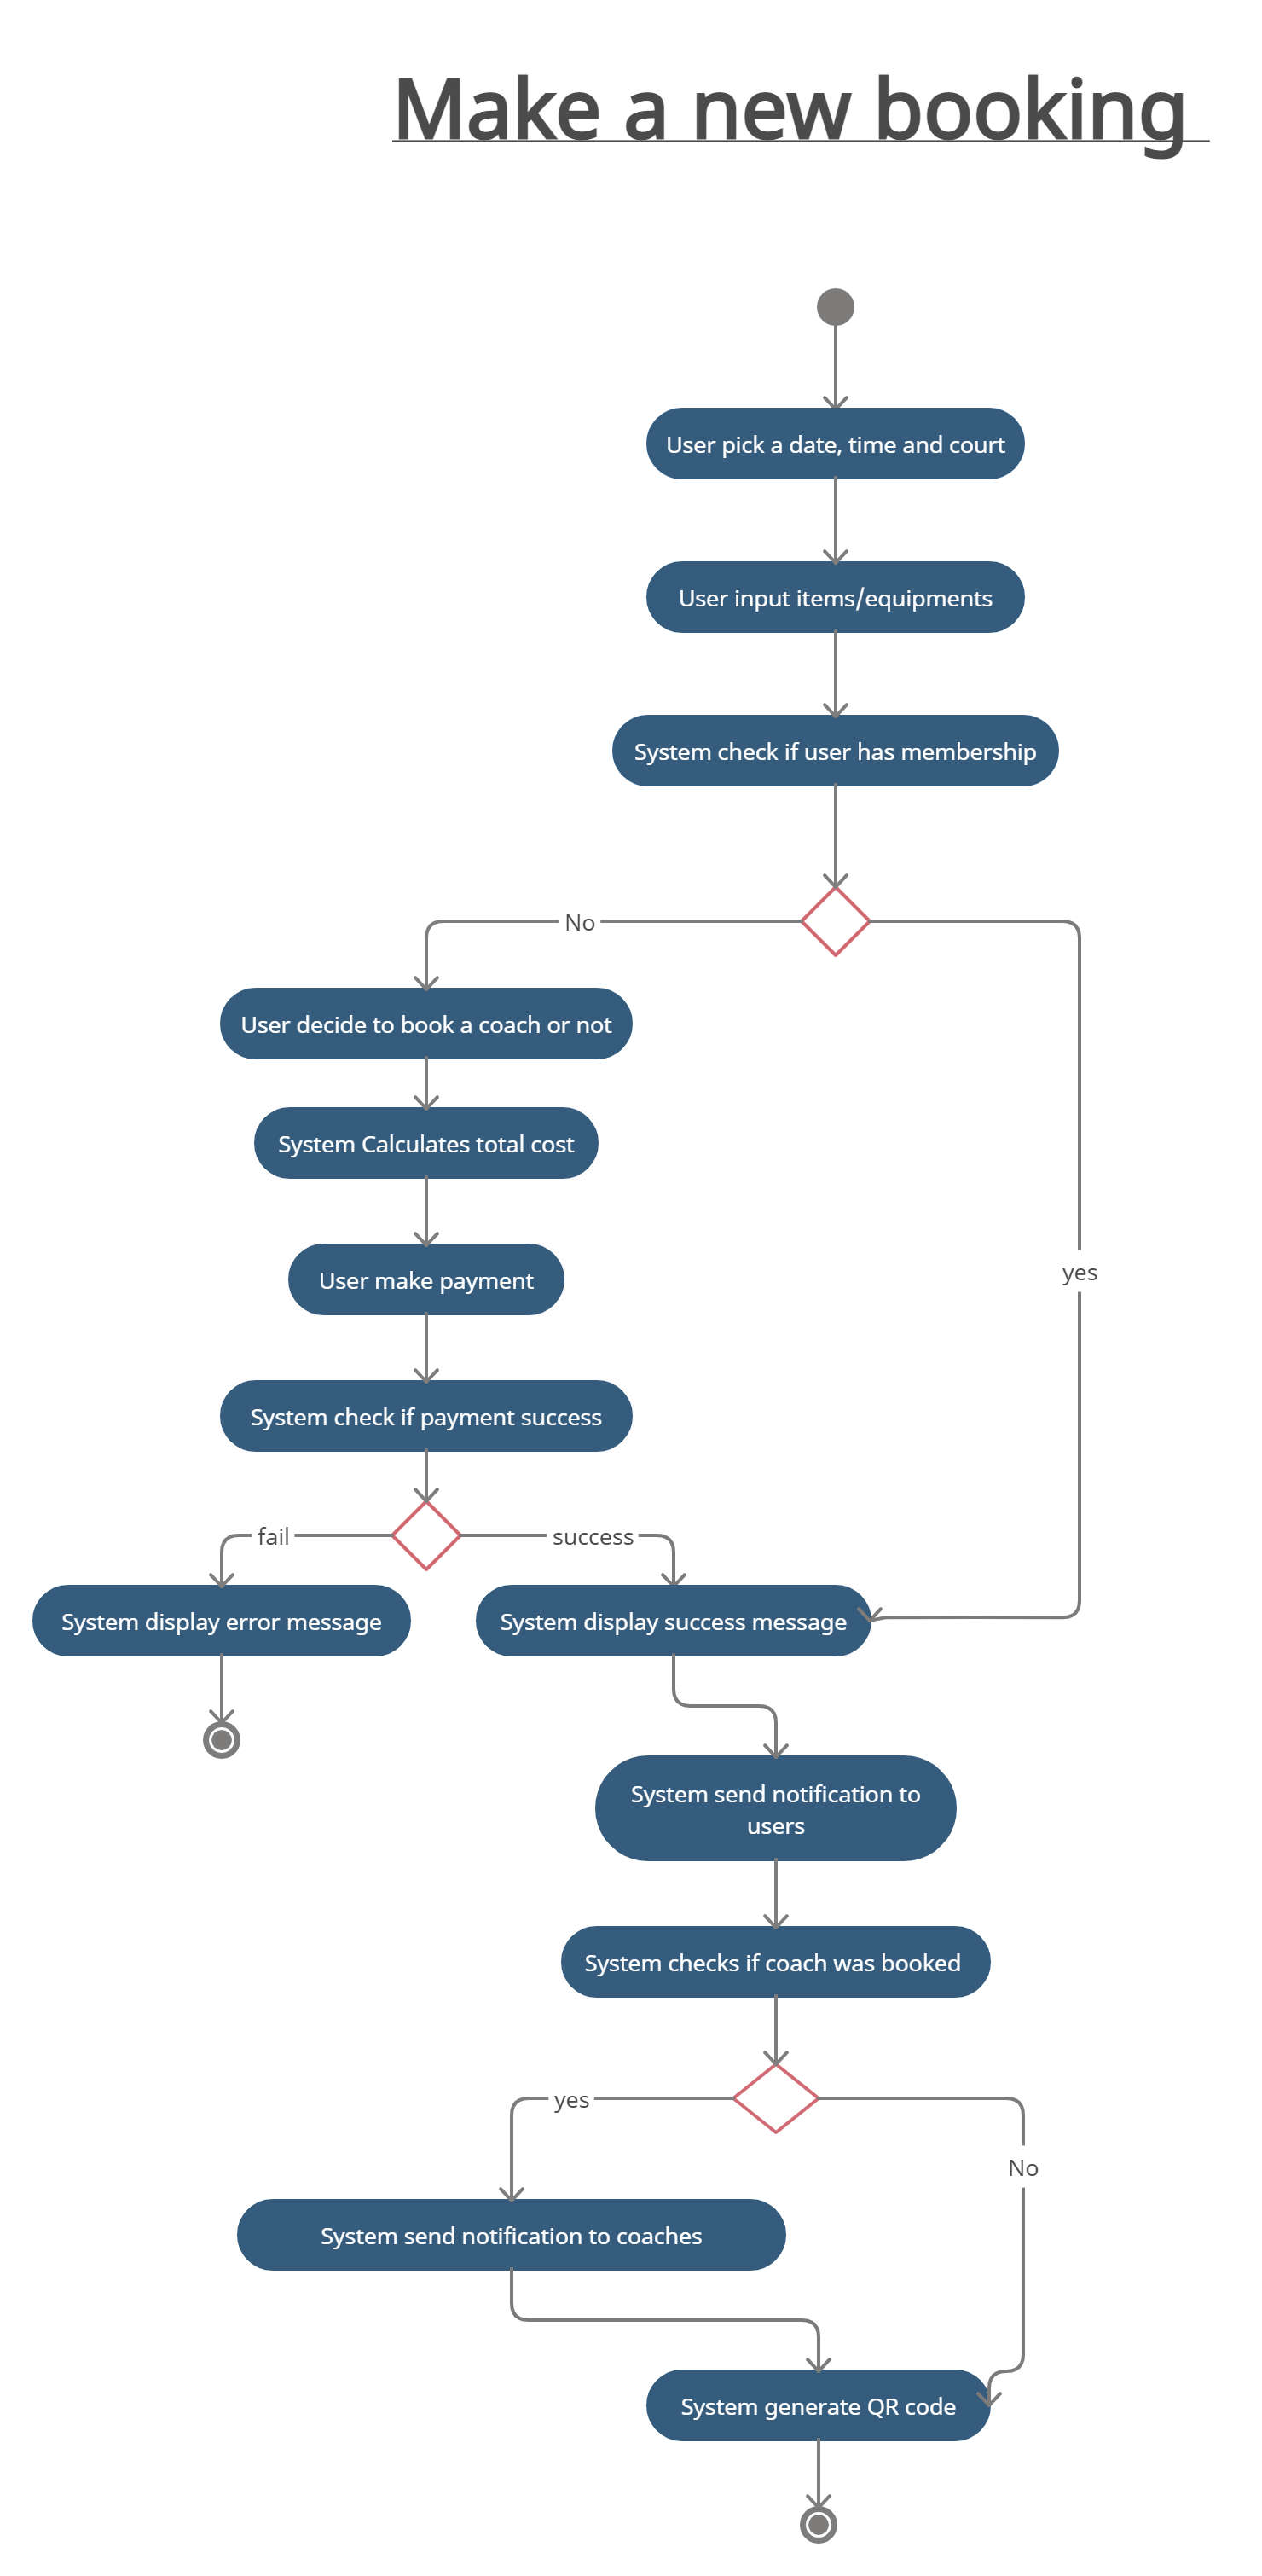 Make a new booking
User pick a date, time and court
User input items/equipments
System check if user has membership
No
User decide to book a coach or not
System Calculates total cost
User make payment
yes
System check if payment success
fail
success
System display error message
System display success message
System send notification to
users
System checks if coach was booked
yes
No
System send notification to coaches
System generate QR code